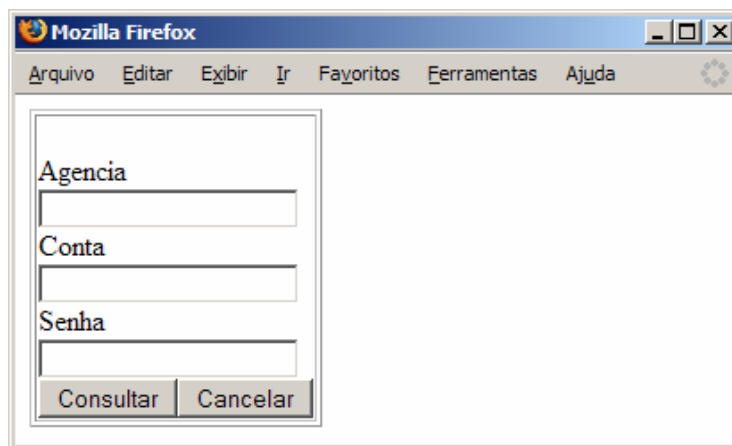 Mozilla Firefox
Arquivo Editar Exibir Ir Favoritos Ferramentas Ajuda
Agencia
Conta
Senha
Consultar Cancelar